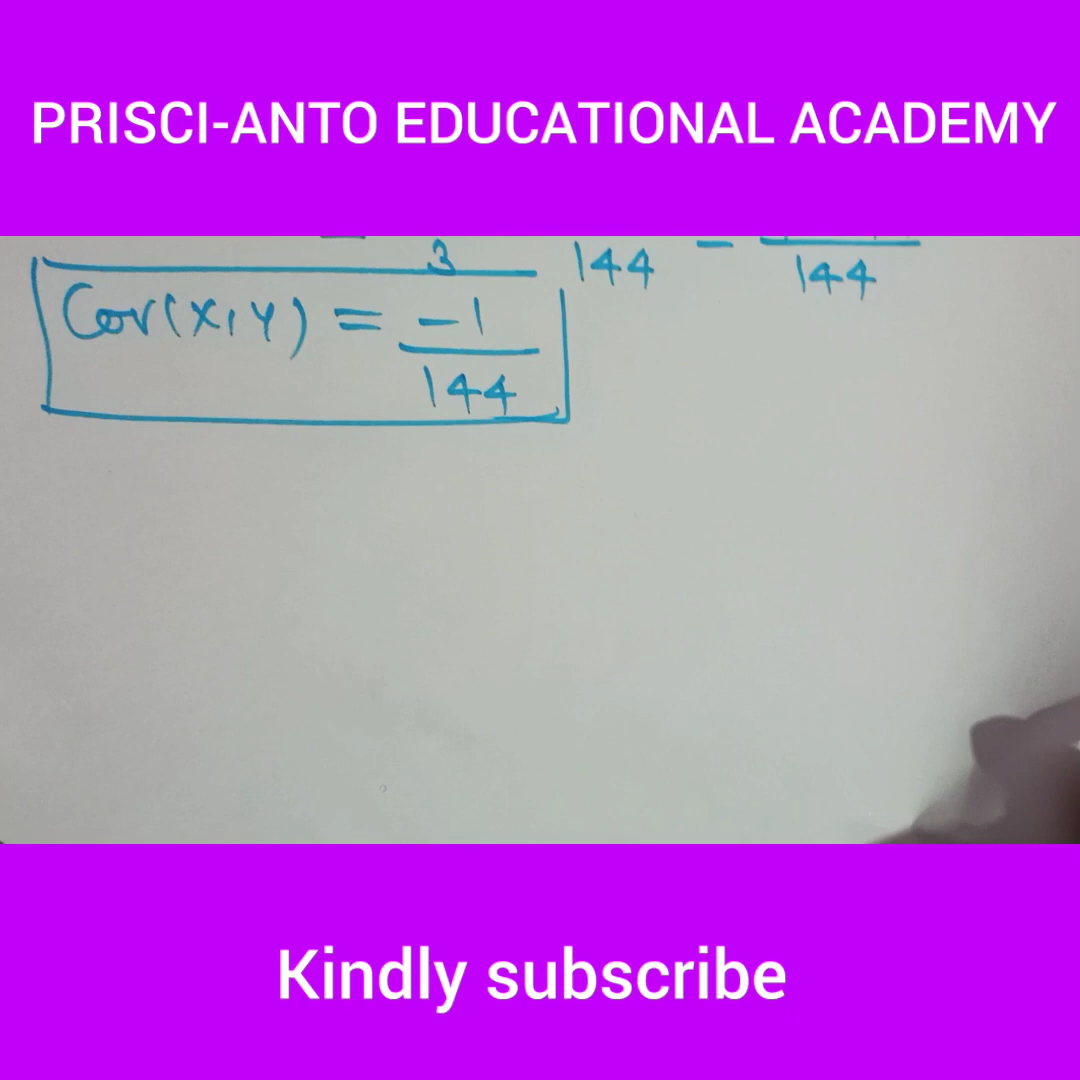 PRISCI-ANTO EDUCATIONAL ACADEMY
3 144 - 144
Cov(X,Y) = -1
144
Kindly subscribe